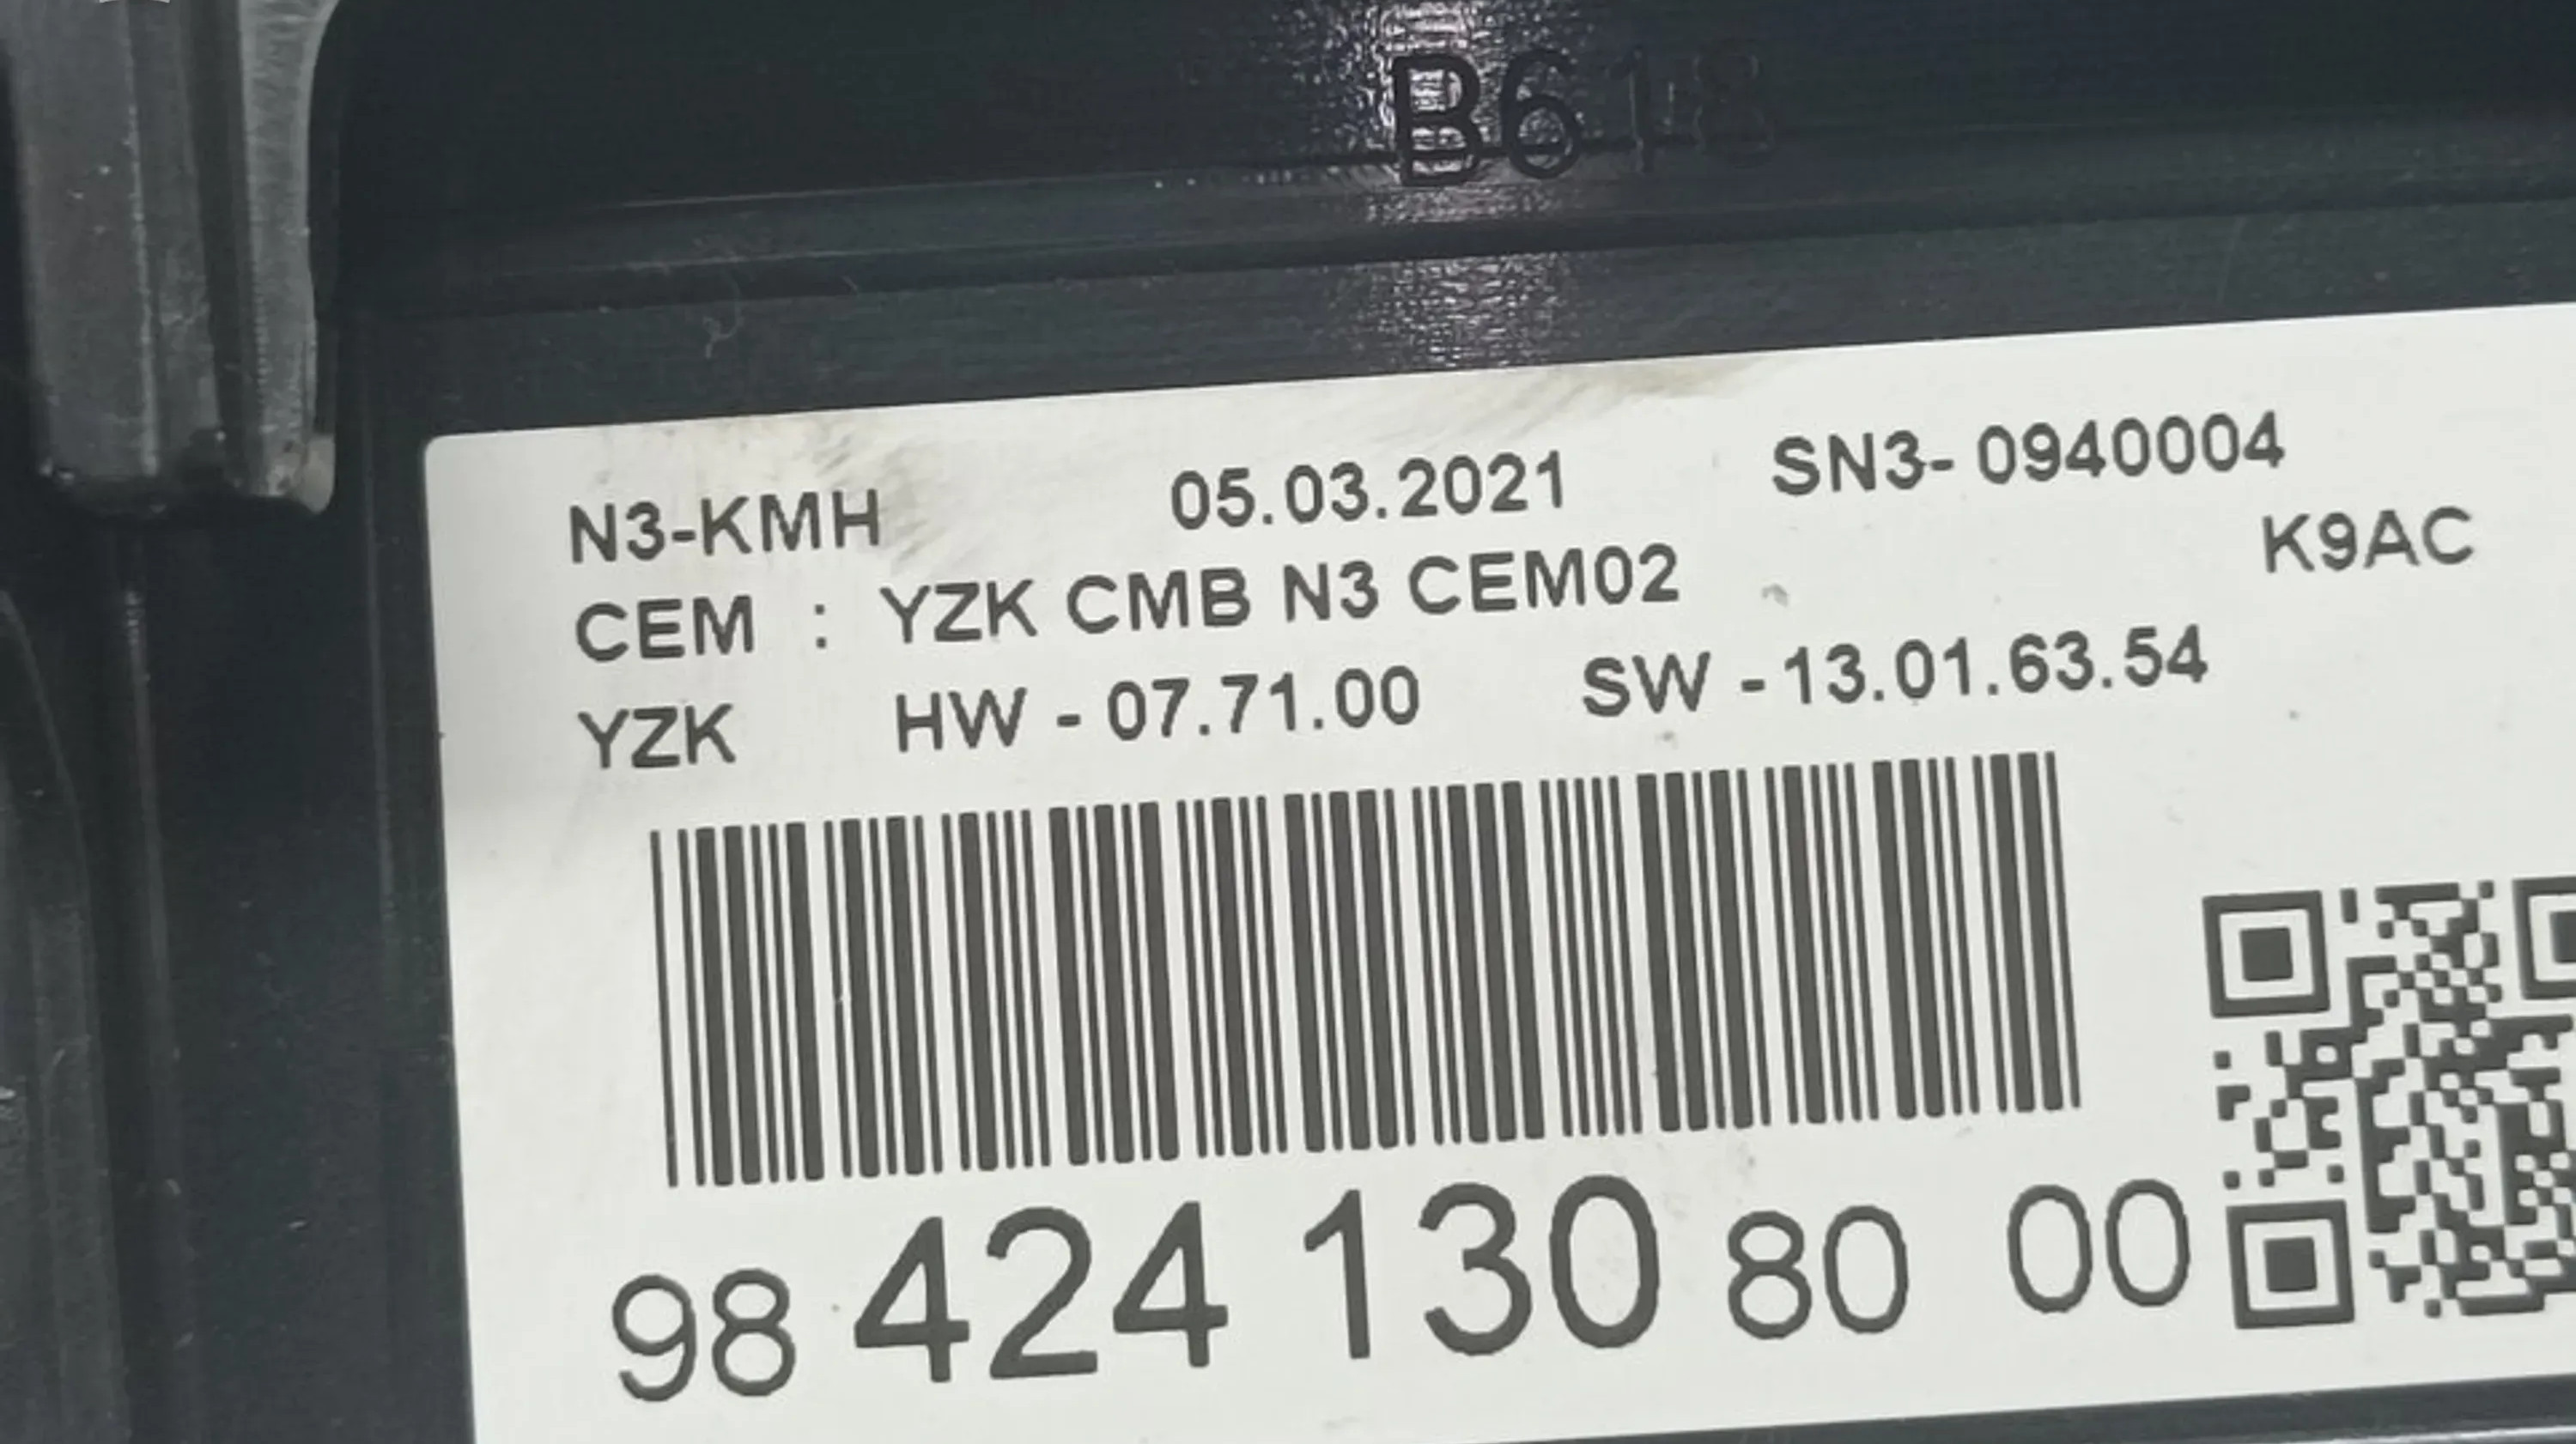 B618
N3-KMH 05.03.2021 SN3- 0940004
CEM : YZK CMB N3 CEM02 K9AC
YZK HW - 07.71.00 SW -13.01.63.54
98 424 130 80 00